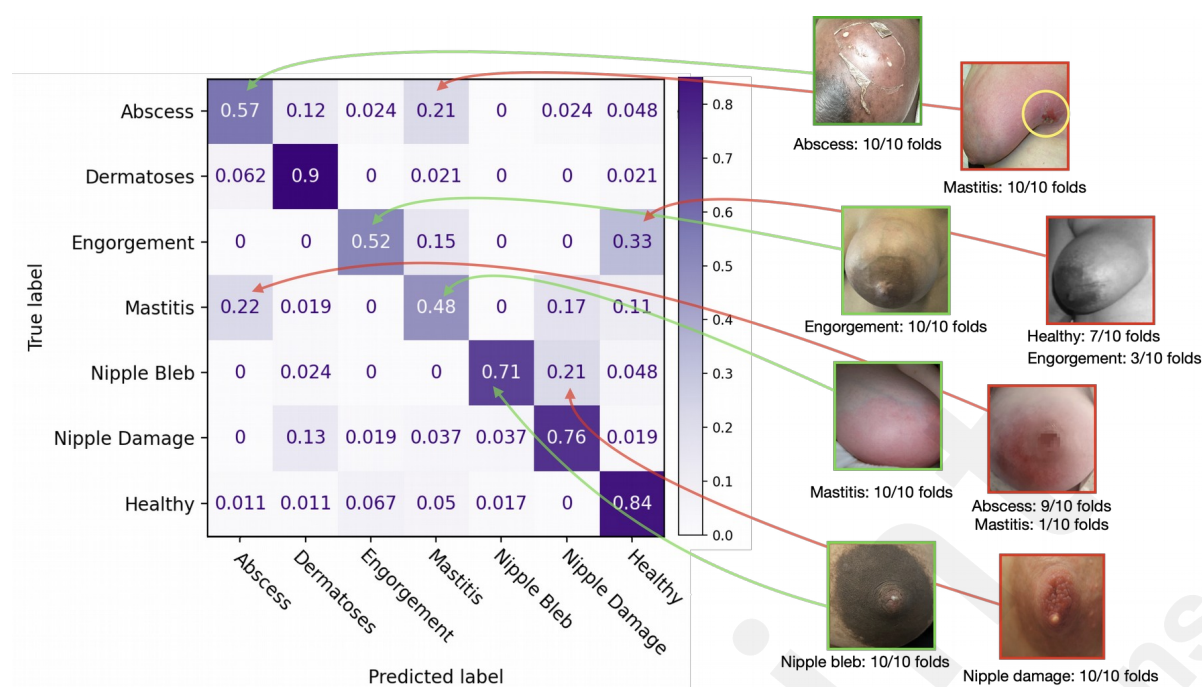 Abscess 0.57 0.12 0.024 0.21 0 0.024 0.048
Dermatoses 0.062 0.9 0 0.021 0 0 0.021
Engorgement 0 0 0.52 0.15 0 0 0.33
Mastitis 0.22 0.019 0 0.48 0 0.17 0.11
Nipple Bleb 0 0.024 0 0 0.71 0.21 0.048
Nipple Damage 0 0.13 0.019 0.037 0.037 0.76 0.019
Healthy 0.011 0.011 0.067 0.05 0.017 0 0.84
True label
Abscess
Dermatoses
Engorgement
Mastitis
Nipple Bleb
Nipple Damage
Healthy
Predicted label
0.8
0.7
0.6
0.5
0.4
0.3
0.2
0.1
0.0
Abscess: 10/10 folds
Mastitis: 10/10 folds
Engorgement: 10/10 folds
Healthy: 7/10 folds
Engorgement: 3/10 folds
Mastitis: 10/10 folds
Abscess: 9/10 folds
Mastitis: 1/10 folds
Nipple bleb: 10/10 folds
Nipple damage: 10/10 folds